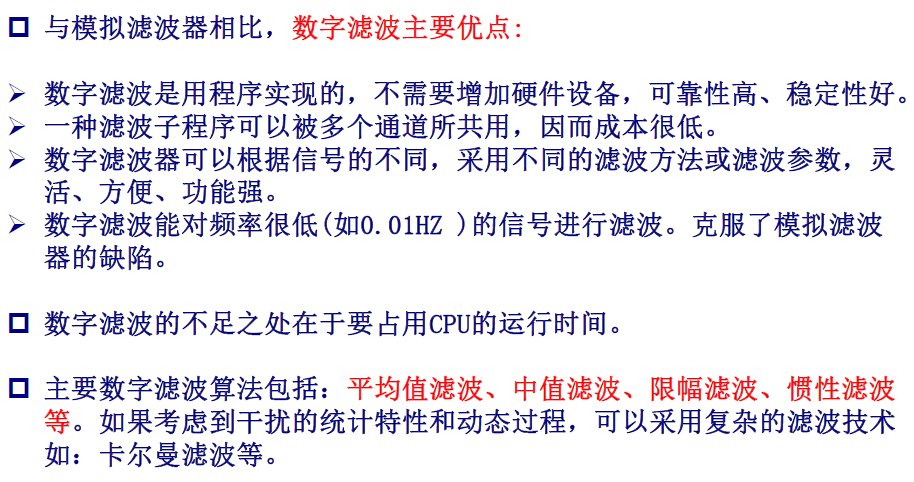 与模拟滤波器相比，数字滤波主要优点:
数字滤波是用程序实现的，不需要增加硬件设备，可靠性高、稳定性好。
一种滤波子程序可以被多个通道所共用，因而成本很低。
数字滤波器可以根据信号的不同，采用不同的滤波方法或滤波参数，灵
活、方便、功能强。
数字滤波能对频率很低(如0.01HZ )的信号进行滤波。克服了模拟滤波
器的缺陷。
数字滤波的不足之处在于要占用CPU的运行时间。
主要数字滤波算法包括：平均值滤波、中值滤波、限幅滤波、惯性滤波
等。如果考虑到干扰的统计特性和动态过程，可以采用复杂的滤波技术
如：卡尔曼滤波等。